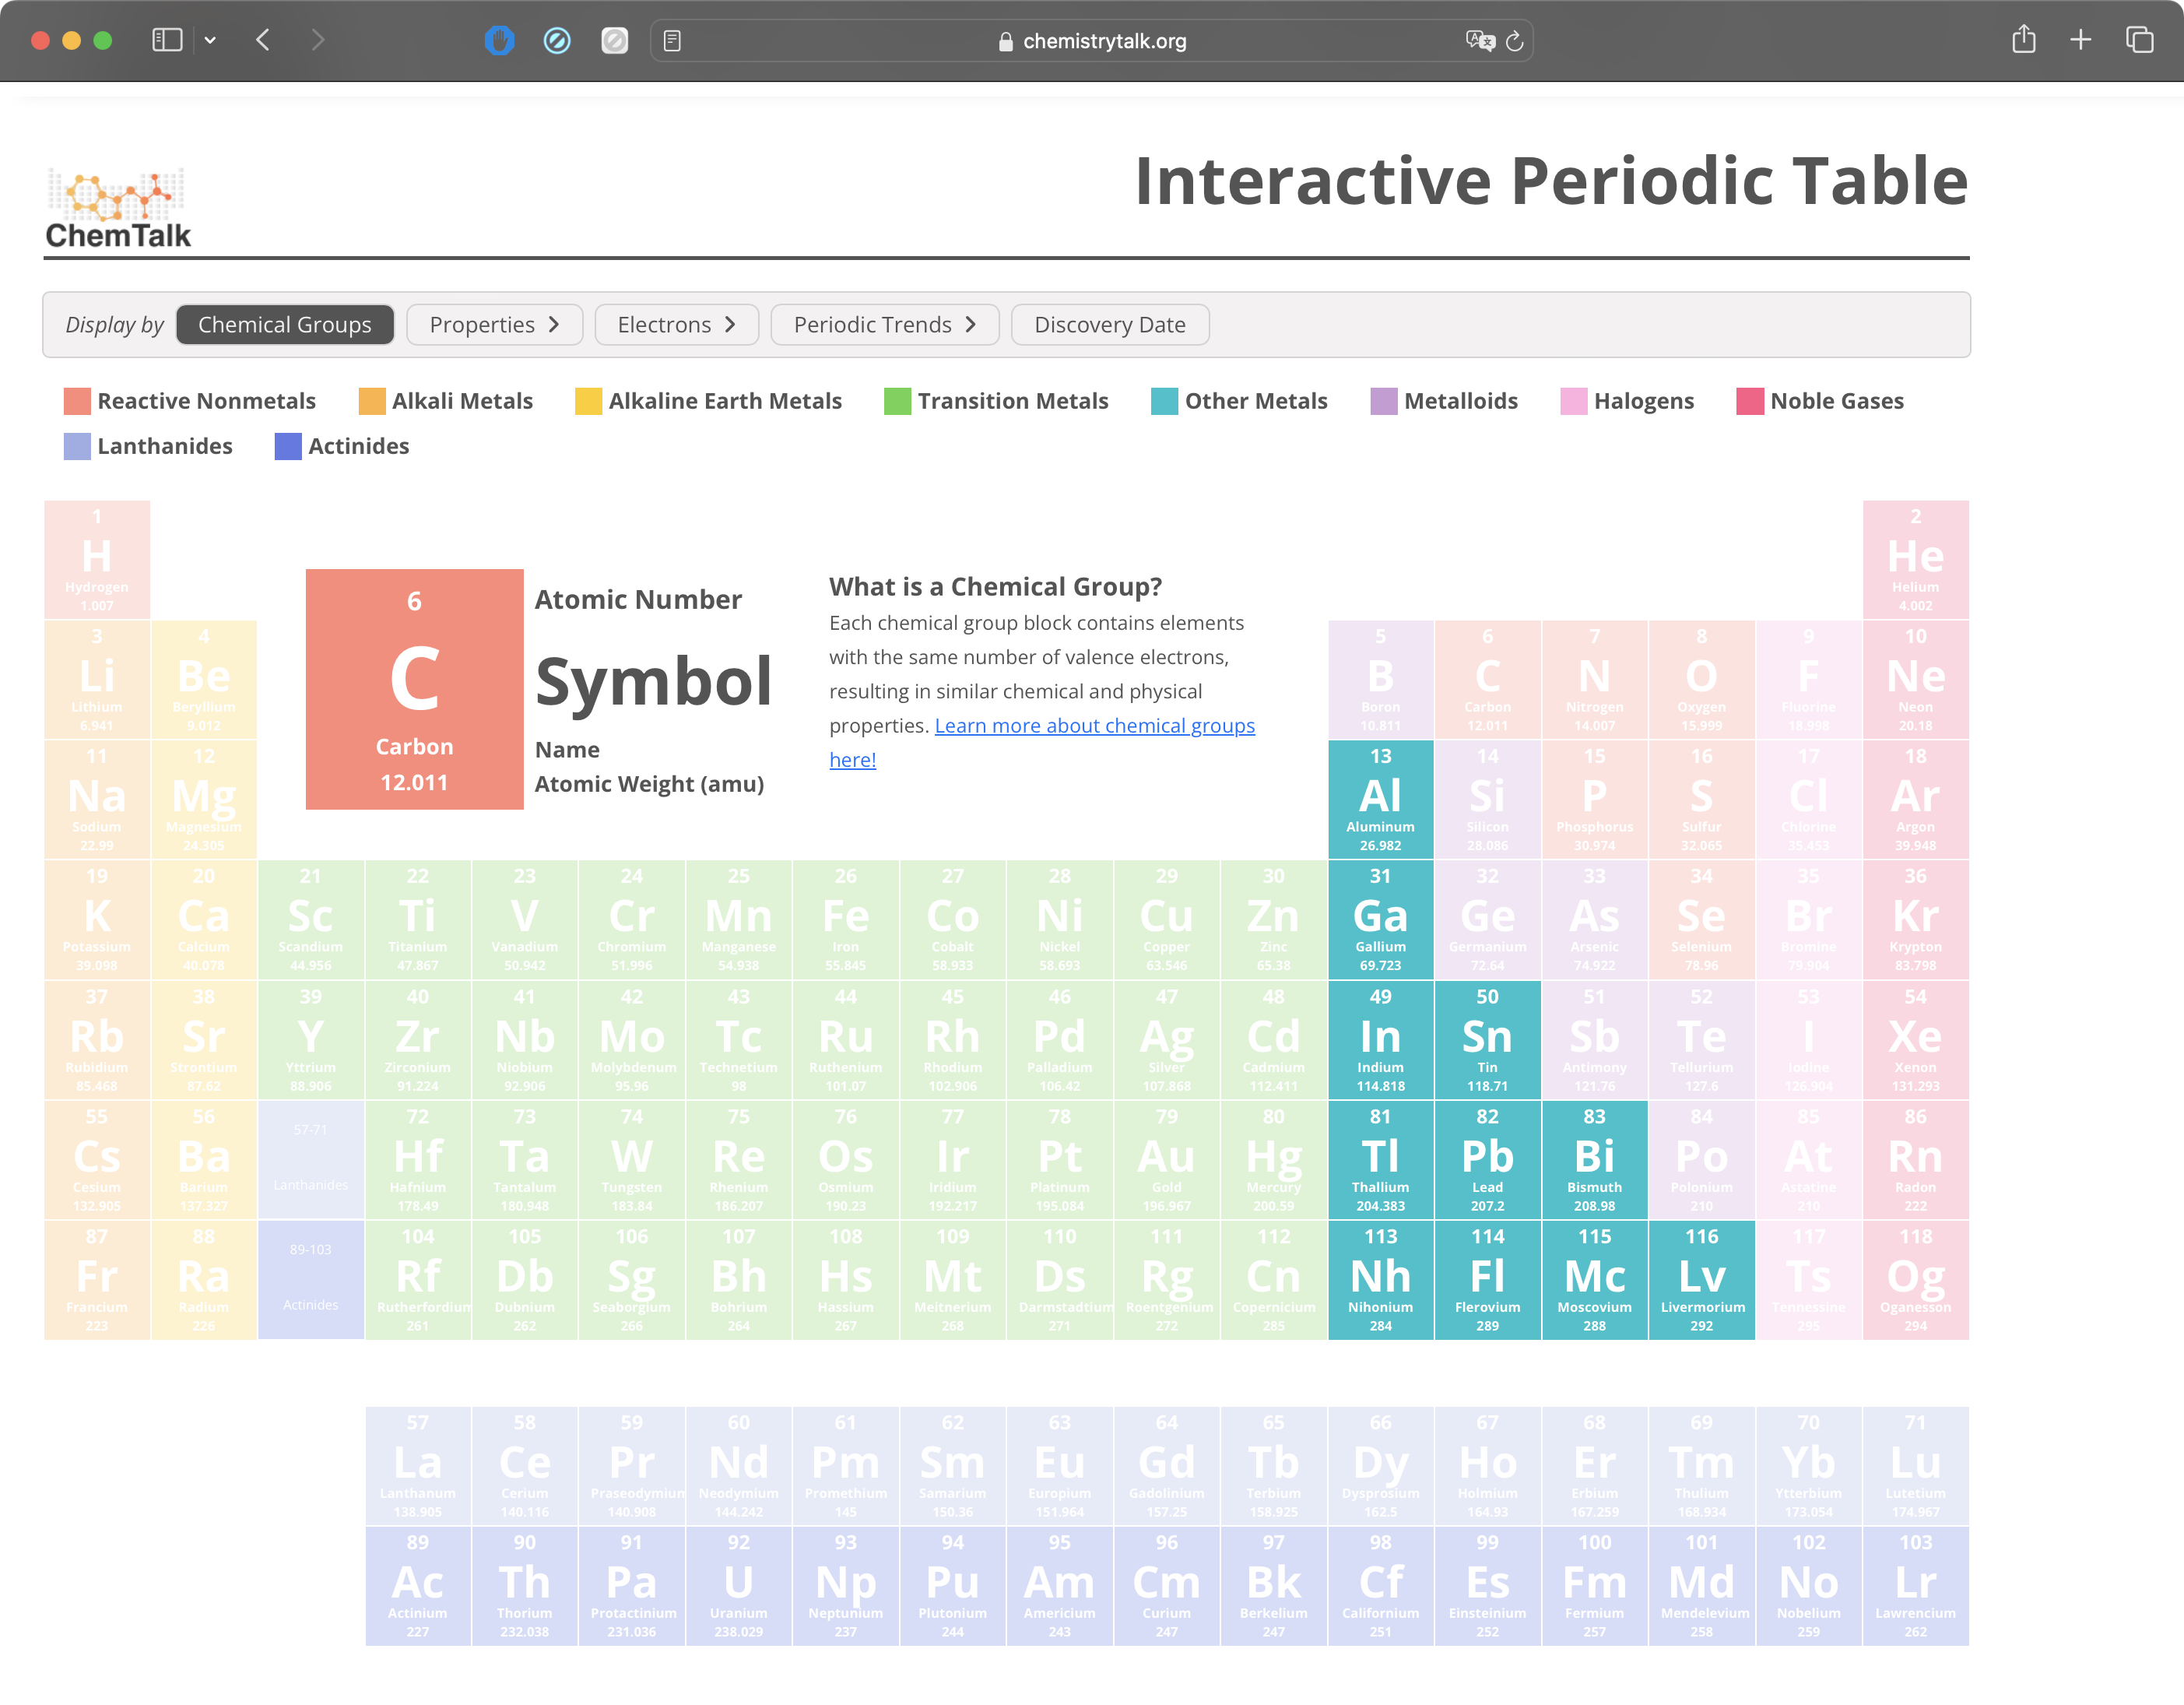 chemistrytalk.org
Interactive Periodic Table
ChemTalk
Display by Chemical Groups Properties Electrons Periodic Trends Discovery Date
Reactive Nonmetals Alkali Metals Alkaline Earth Metals Transition Metals Other Metals Metalloids Halogens Noble Gases
Lanthanides Actinides
1 2
H He
Hydrogen Helium
1.007 4.002
6 Atomic Number
C Symbol
Carbon Name
12.011 Atomic Weight (amu)
What is a Chemical Group?
Each chemical group block contains elements
with the same number of valence electrons,
resulting in similar chemical and physical
properties. Learn more about chemical groups
here!
3 4 5 6 7 8 9 10
Li Be B C N O F Ne
Lithium Beryllium Boron Carbon Nitrogen Oxygen Fluorine Neon
6.941 9.012 10.811 12.011 14.007 15.999 18.998 20.18
11 12 13 14 15 16 17 18
Na Mg Al Si P S Cl Ar
Sodium Magnesium Aluminum Silicon Phosphorus Sulfur Chlorine Argon
22.99 24.305 26.982 28.086 30.974 32.065 35.453 39.948
19 20 21 22 23 24 25 26 27 28 29 30 31 32 33 34 35 36
K Ca Sc Ti V Cr Mn Fe Co Ni Cu Zn Ga Ge As Se Br Kr
Potassium Calcium Scandium Titanium Vanadium Chromium Manganese Iron Cobalt Nickel Copper Zinc Gallium Germanium Arsenic Selenium Bromine Krypton
39.098 40.078 44.956 47.867 50.942 51.996 54.938 55.845 58.933 58.693 63.546 65.38 69.723 72.64 74.922 78.96 79.904 83.798
37 38 39 40 41 42 43 44 45 46 47 48 49 50 51 52 53 54
Rb Sr Y Zr Nb Mo Tc Ru Rh Pd Ag Cd In Sn Sb Te I Xe
Rubidium Strontium Yttrium Zirconium Niobium Molybdenum Technetium Ruthenium Rhodium Palladium Silver Cadmium Indium Tin Antimony Tellurium Iodine Xenon
85.468 87.62 88.906 91.224 92.906 95.96 98 101.07 102.906 106.42 107.868 112.411 114.818 118.71 121.76 127.6 126.904 131.293
55 56 57-71 72 73 74 75 76 77 78 79 80 81 82 83 84 85 86
Cs Ba Hf Ta W Re Os Ir Pt Au Hg Tl Pb Bi Po At Rn
Cesium Barium Lanthanides Hafnium Tantalum Tungsten Rhenium Osmium Iridium Platinum Gold Mercury Thallium Lead Bismuth Polonium Astatine Radon
132.905 137.327 178.49 180.948 183.84 186.207 190.23 192.217 195.084 196.967 200.59 204.383 207.2 208.98 210 210 222
87 88 89-103 104 105 106 107 108 109 110 111 112 113 114 115 116 117 118
Fr Ra Rf Db Sg Bh Hs Mt Ds Rg Cn Nh Fl Mc Lv Ts Og
Francium Radium Actinides Rutherfordium Dubnium Seaborgium Bohrium Hassium Meitnerium Darmstadtium Roentgenium Copernicium Nihonium Flerovium Moscovium Livermorium Tennessine Oganesson
223 226 261 262 266 264 267 268 271 272 285 284 289 288 292 295 294
57 58 59 60 61 62 63 64 65 66 67 68 69 70 71
La Ce Pr Nd Pm Sm Eu Gd Tb Dy Ho Er Tm Yb Lu
Lanthanum Cerium Praseodymium Neodymium Promethium Samarium Europium Gadolinium Terbium Dysprosium Holmium Erbium Thulium Ytterbium Lutetium
138.905 140.116 140.908 144.242 145 150.36 151.964 157.25 158.925 162.5 164.93 167.259 168.934 173.054 174.967
89 90 91 92 93 94 95 96 97 98 99 100 101 102 103
Ac Th Pa U Np Pu Am Cm Bk Cf Es Fm Md No Lr
Actinium Thorium Protactinium Uranium Neptunium Plutonium Americium Curium Berkelium Californium Einsteinium Fermium Mendelevium Nobelium Lawrencium
227 232.038 231.036 238.029 237 244 243 247 247 251 252 257 258 259 262